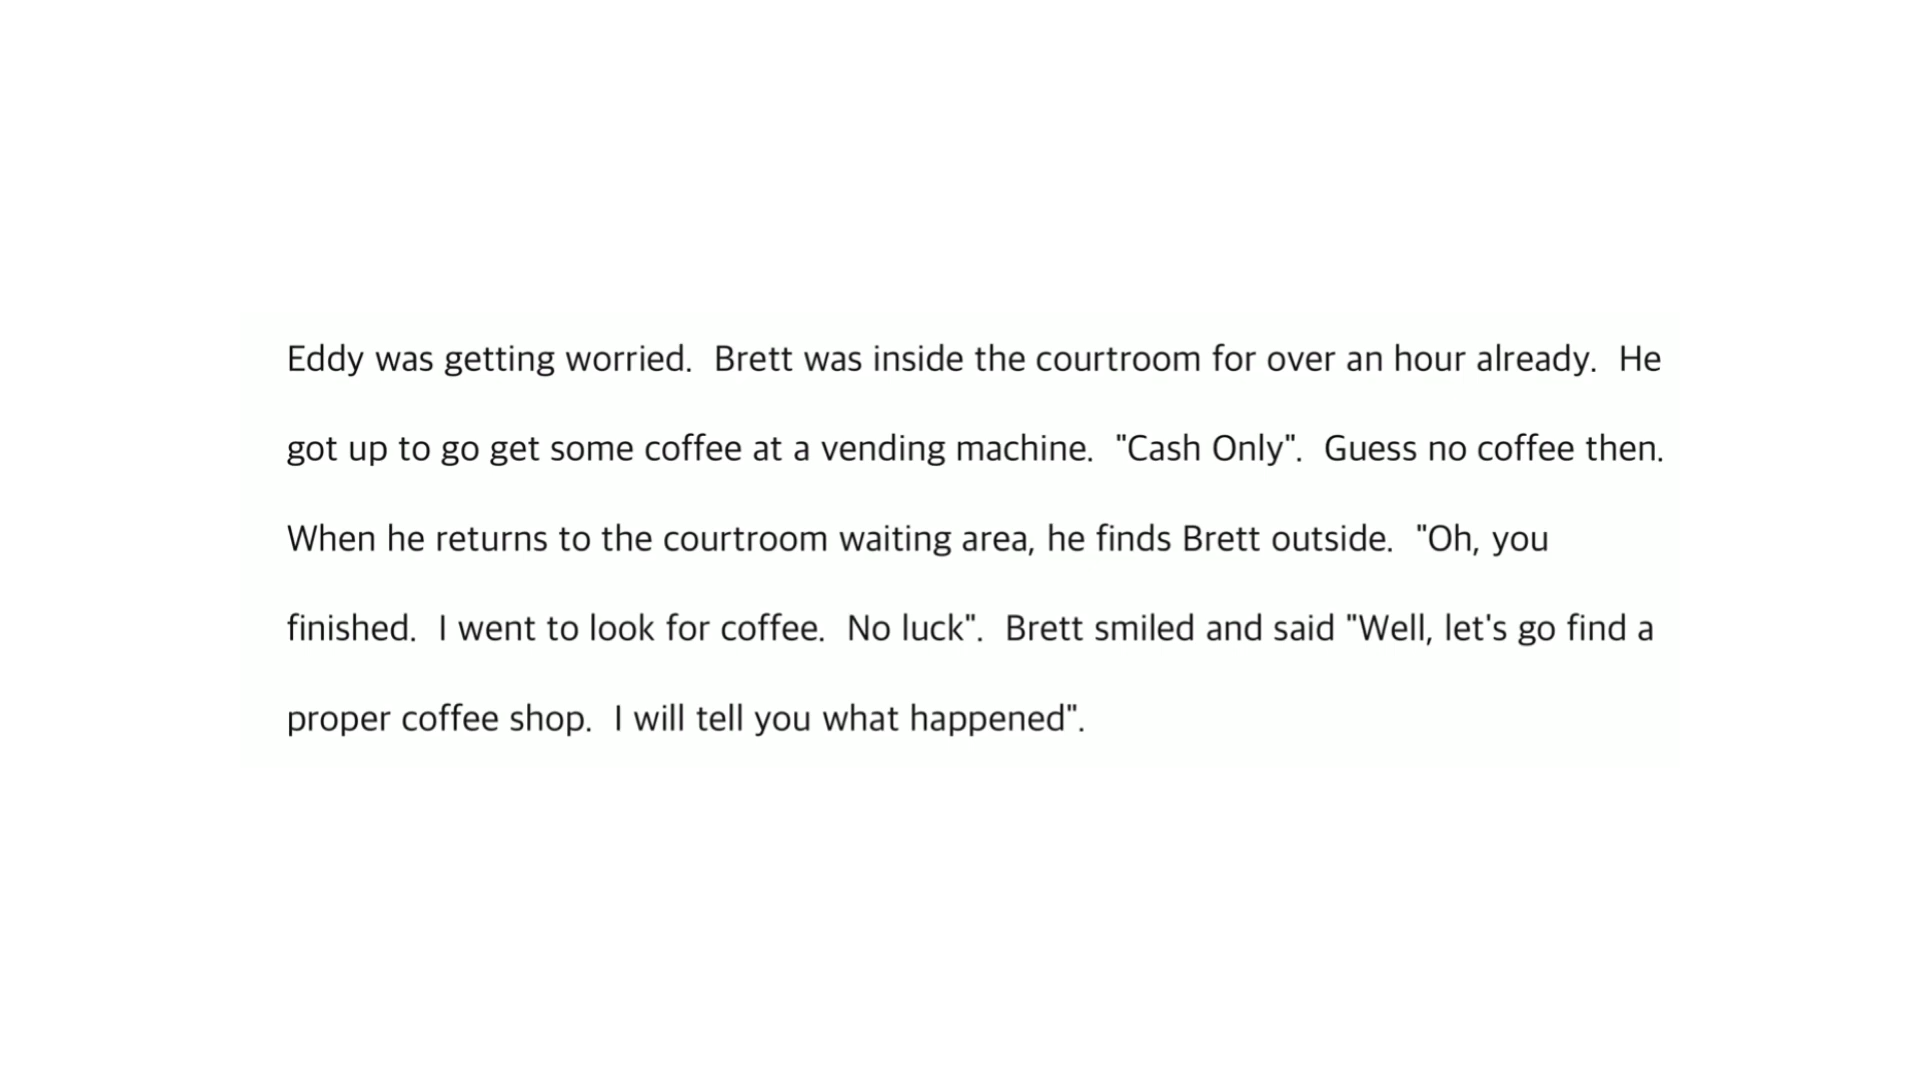 Eddy was getting worried.  Brett was inside the courtroom for over an hour already.  He
got up to go get some coffee at a vending machine.  "Cash Only".  Guess no coffee then.
When he returns to the courtroom waiting area, he finds Brett outside.  "Oh, you
finished.  I went to look for coffee.  No luck".  Brett smiled and said "Well, let's go find a
proper coffee shop.  I will tell you what happened".